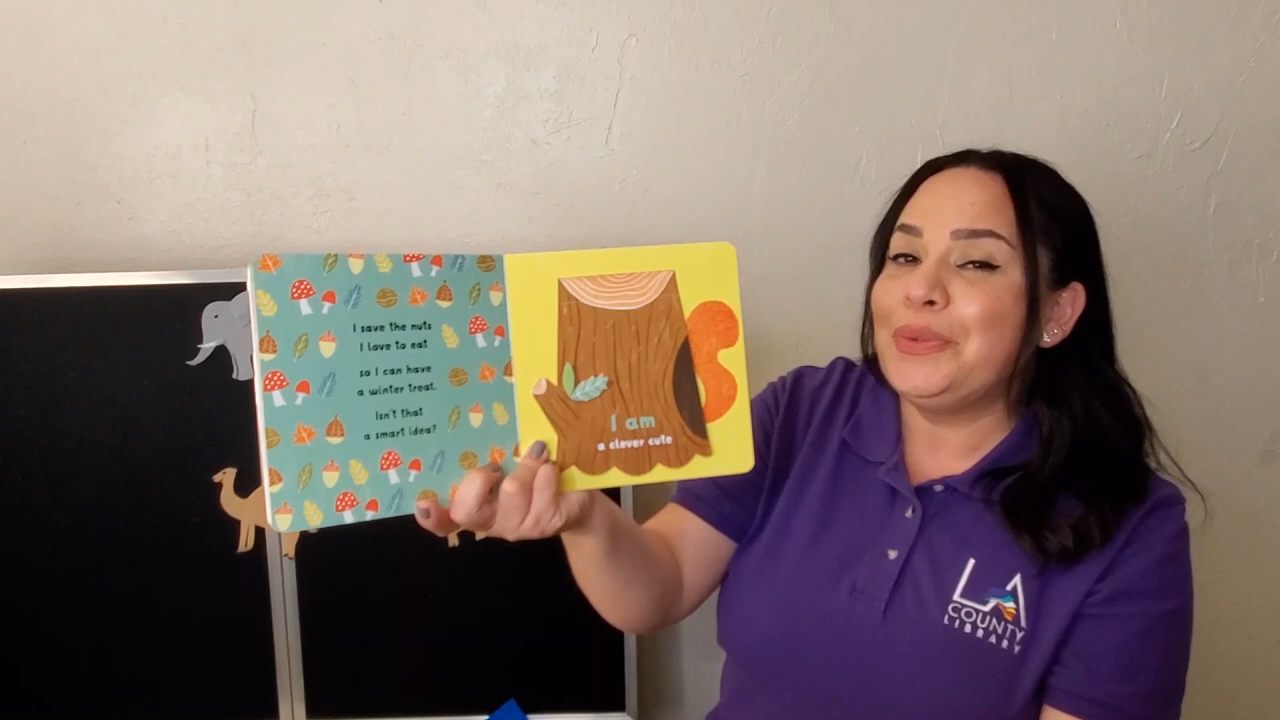 I save the nuts
I love to eat
so I can have
a winter treat.
Isn't that
a smart idea?
I am
a clever cute
LA
COUNTY
LIBRARY